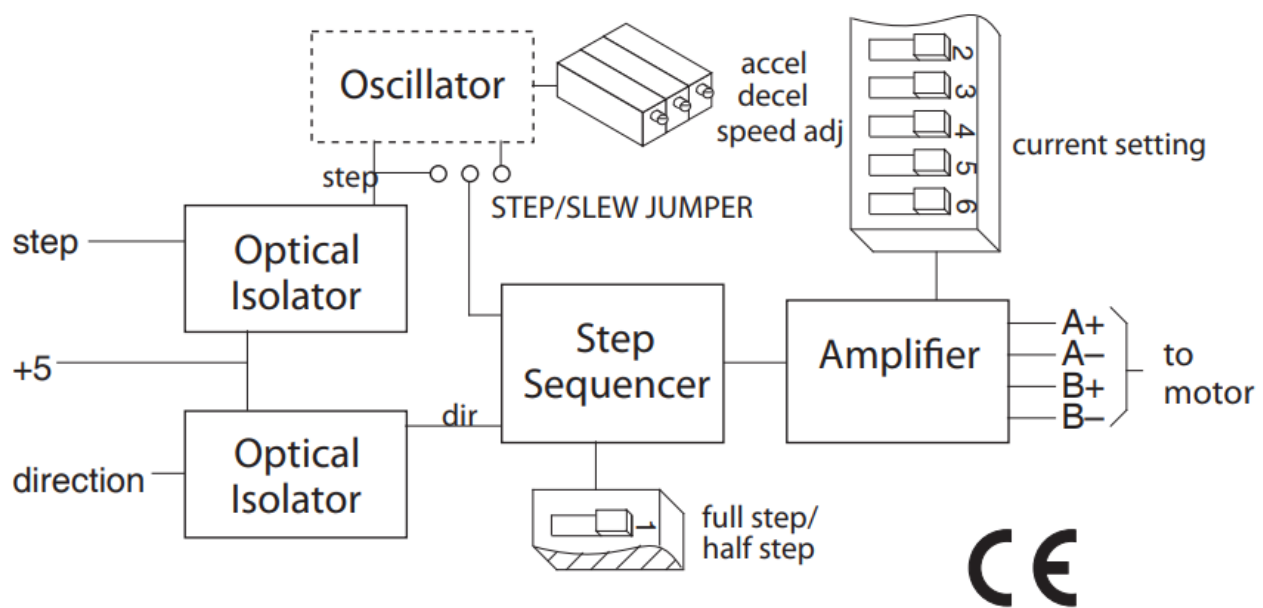 Oscillator
accel
decel
speed adj
2
3
4
5
6
current setting
step
STEP/SLEW JUMPER
step
Optical
Isolator
+5
Step
Sequencer
Amplifier
A+
A–
B+
B–
to
motor
dir
direction
Optical
Isolator
1
full step/
half step
CE